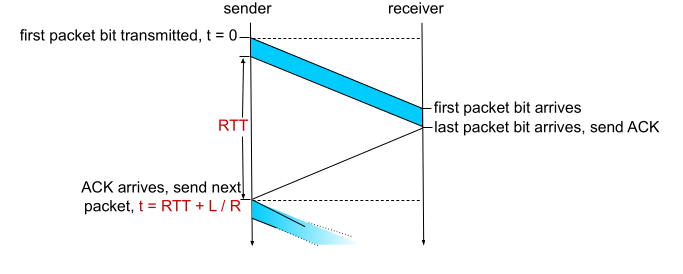 sender
receiver
first packet bit transmitted, t = 0
first packet bit arrives
last packet bit arrives, send ACK
RTT
ACK arrives, send next
packet, t = RTT + L / R